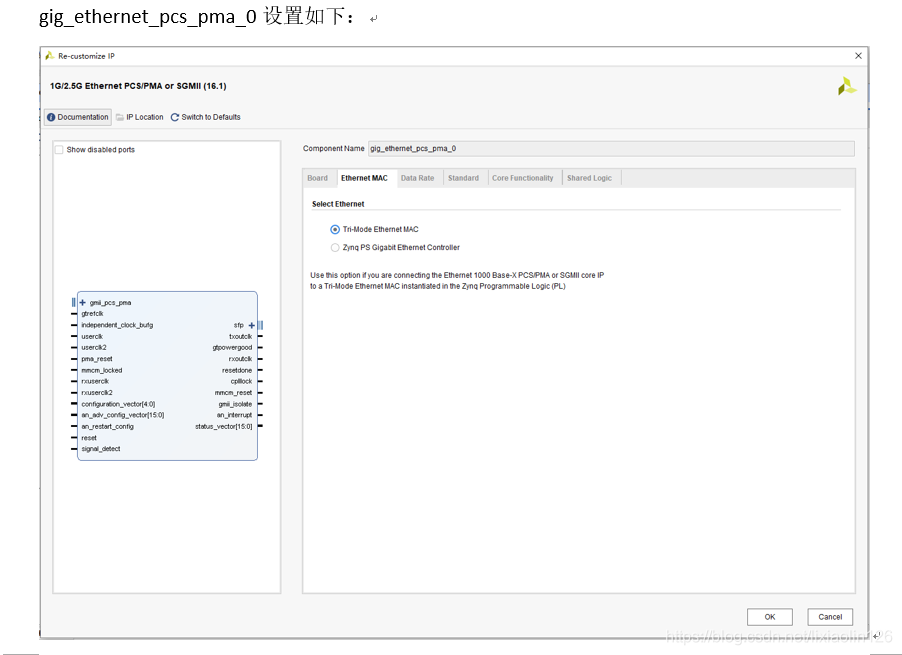 gig_ethernet_pcs_pma_0 设置如下：
Re-customize IP
1G/2.5G Ethernet PCS/PMA or SGMII (16.1)
Documentation IP Location Switch to Defaults
Show disabled ports
Component Name gig_ethernet_pcs_pma_0
Board Ethernet MAC Data Rate Standard Core Functionality Shared Logic
Select Ethernet
Tri-Mode Ethernet MAC
Zynq PS Gigabit Ethernet Controller
Use this option if you are connecting the Ethernet 1000 Base-X PCS/PMA or SGMII core IP
to a Tri-Mode Ethernet MAC instantiated in the Zynq Programmable Logic (PL)
gmii_pcs_pma
gtrefclk
independent_clock_bufg sfp
userclk txoutclk
userclk2 gtpowergood
pma_reset rxoutclk
mmcm_locked resetdone
rxuserclk cplllock
rxuserclk2 mmcm_reset
configuration_vector[4:0] gmii_isolate
an_adv_config_vector[15:0] an_interrupt
an_restart_config status_vector[15:0]
reset
signal_detect
OK Cancel
https://blog.csdn.net/lixiaolin126